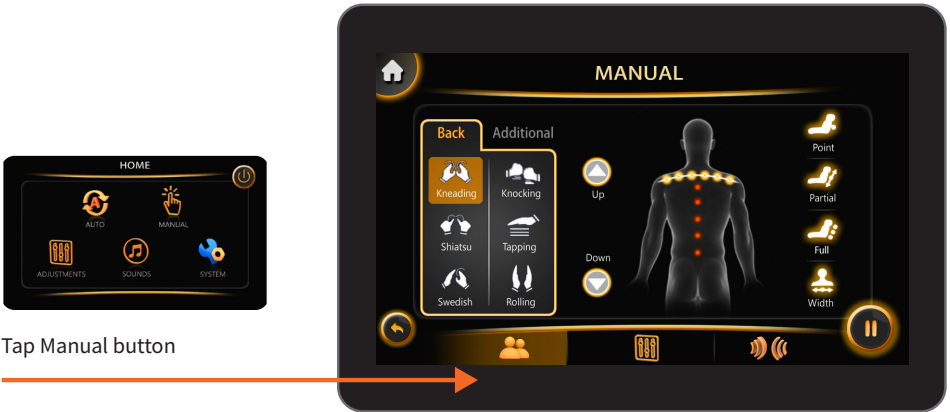 HOME
AUTO
MANUAL
ADJUSTMENTS
SOUNDS
SYSTEM
Tap Manual button
MANUAL
Back
Additional
Kneading
Knocking
Shiatsu
Tapping
Swedish
Rolling
Up
Down
Point
Partial
Full
Width